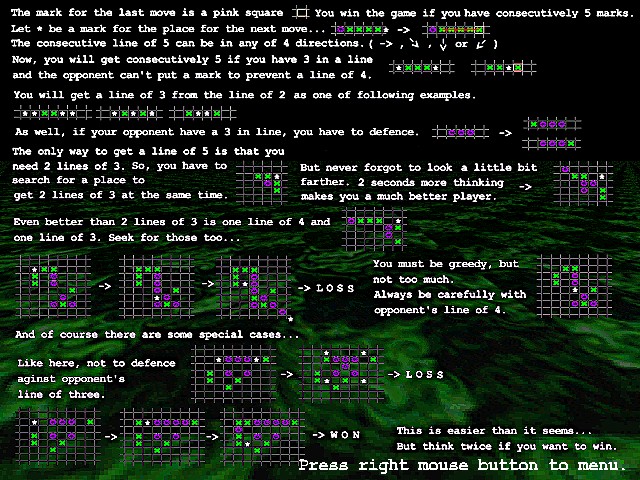 The mark for the last move is a pink square You win the game if you have consecutively 5 marks.
Let * be a mark for the place for the next move... * ->
The consecutive line of 5 can be in any of 4 directions.( -> , ↘ , ↓ or ↙ )
Now, you will get consecutively 5 if you have 3 in a line
and the opponent can't put a mark to prevent a line of 4.
You will get a line of 3 from the line of 2 as one of following examples.
As well, if your opponent have a 3 in line, you have to defence. ->
The only way to get a line of 5 is that you
need 2 lines of 3. So, you have to
search for a place to
get 2 lines of 3 at the same time.
But never forgot to look a little bit
farther. 2 seconds more thinking ->
makes you a much better player.
Even better than 2 lines of 3 is one line of 4 and
one line of 3. Seek for those too...
-> -> -> LOSS
You must be greedy, but
not too much.
Always be carefully with
opponent's line of 4.
And of course there are some special cases...
Like here, not to defence
aginst opponent's
line of three.
-> -> LOSS
-> -> -> WON
This is easier than it seems...
But think twice if you want to win.
Press right mouse button to menu.